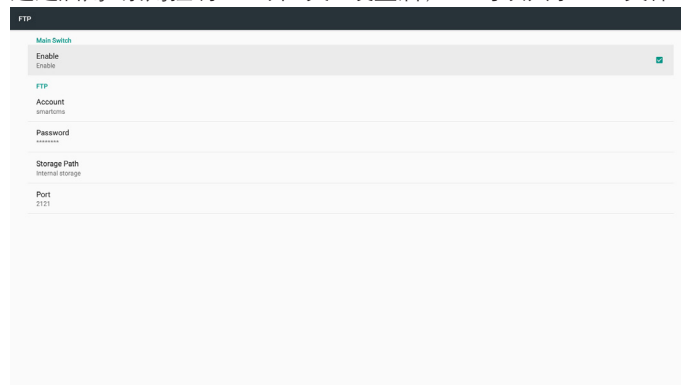 FTP
Main Switch
Enable
Enable
FTP
Account
smartcms
Password
********
Storage Path
Internal storage
Port
2121